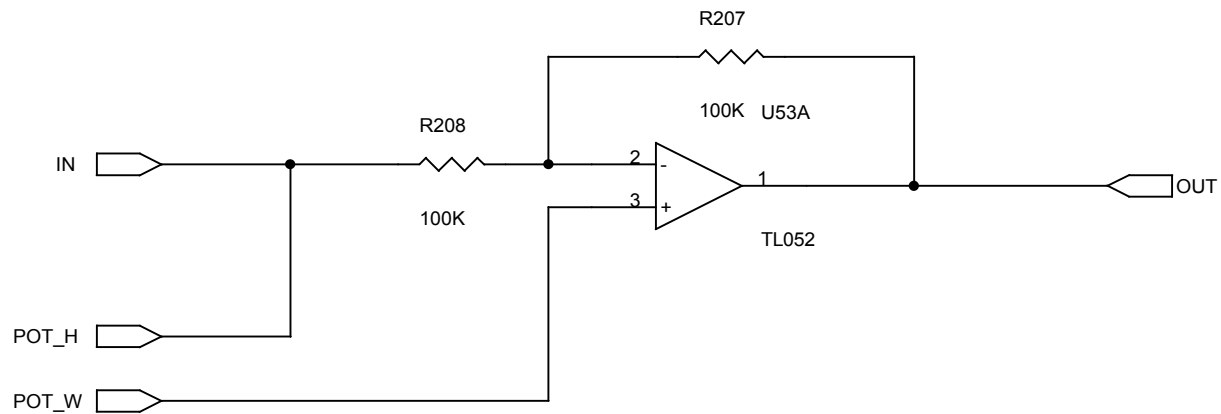 R207
100K U53A
R208
IN
2
-
1
OUT
3
+
100K
TL052
POT_H
POT_W